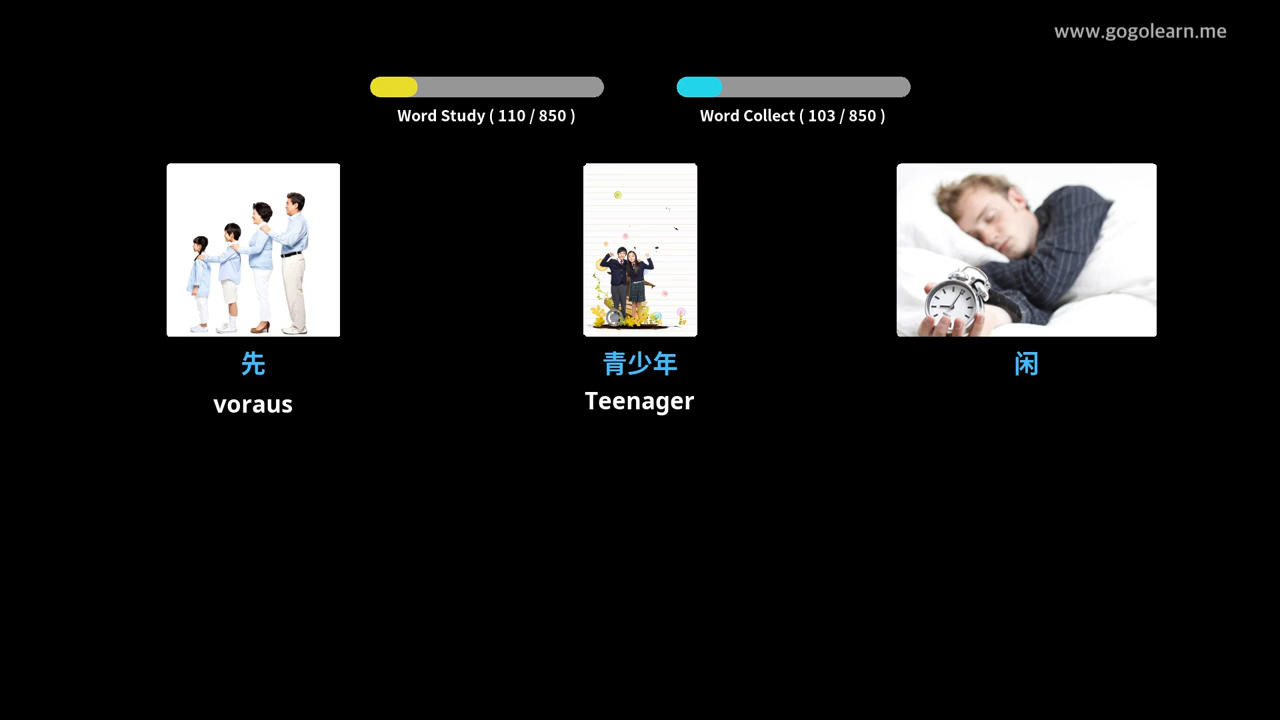 www.gogolearn.me
Word Study ( 110 / 850 )
Word Collect ( 103 / 850 )
先
青少年
闲
voraus
Teenager